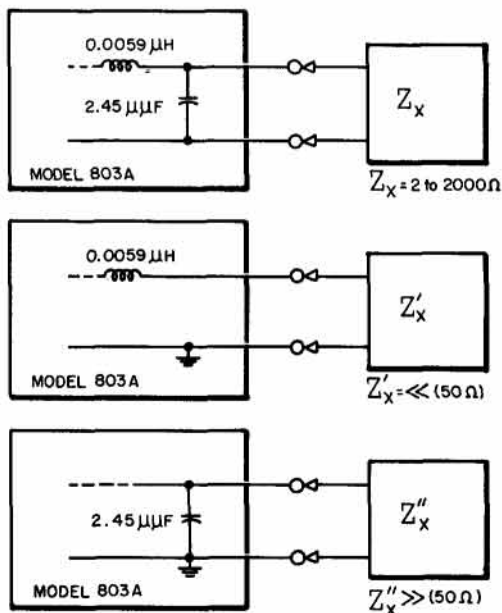 0.0059 μH
2.45 μμF
MODEL 803A
Zx
Zx = 2 to 2000Ω
0.0059 μH
MODEL 803A
Z'x
Z'x = ≪ (50 Ω)
2.45 μμF
MODEL 803A
Z''x
Z''x ≫ (50 Ω)